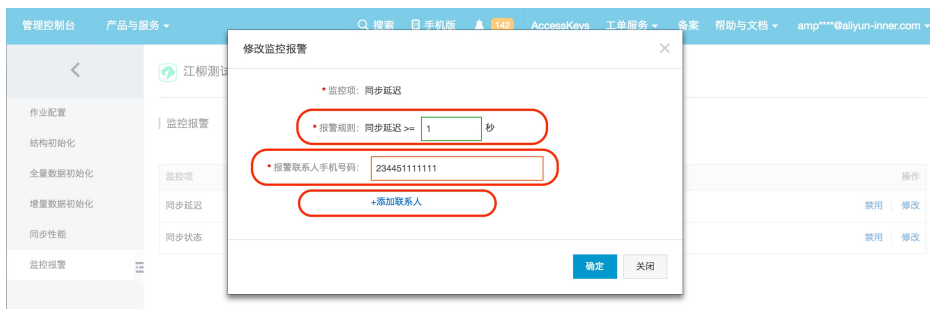 管理控制台 产品与服务 搜索 手机版 142 AccessKeys 工单服务 备案 帮助与文档 amp****@aliyun-inner.com
修改监控报警
江柳测试
* 监控项: 同步延迟
作业配置
监控报警
* 报警规则: 同步延迟 >= 1 秒
结构初始化
* 报警联系人手机号码: 234451111111
全量数据初始化
监控项 操作
+添加联系人
增量数据初始化
同步延迟 禁用 修改
同步性能
同步状态 禁用 修改
监控报警
确定 关闭